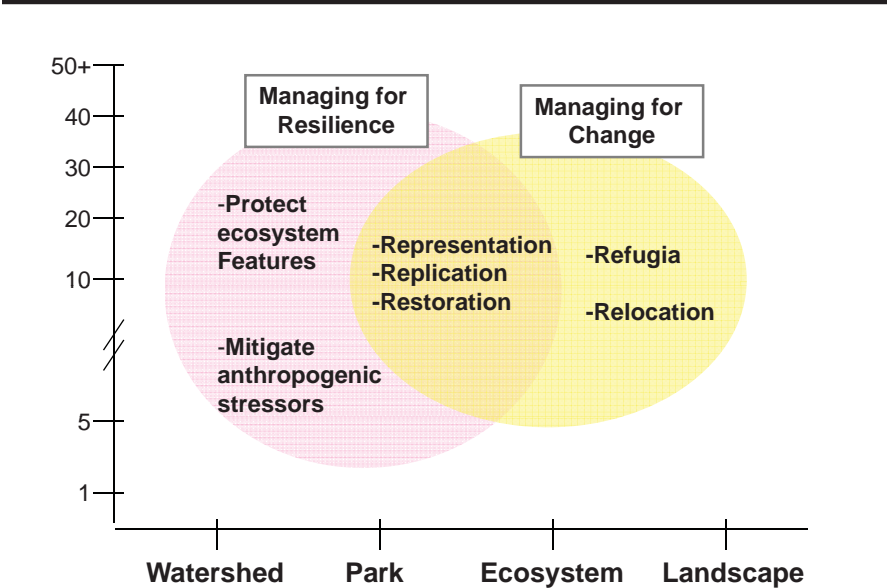 50+
40
30
20
10
5
1
Managing for
Resilience
Managing for
Change
-Protect
ecosystem
Features
-Mitigate
anthropogenic
stressors
-Representation
-Replication
-Restoration
-Refugia
-Relocation
Watershed Park Ecosystem Landscape